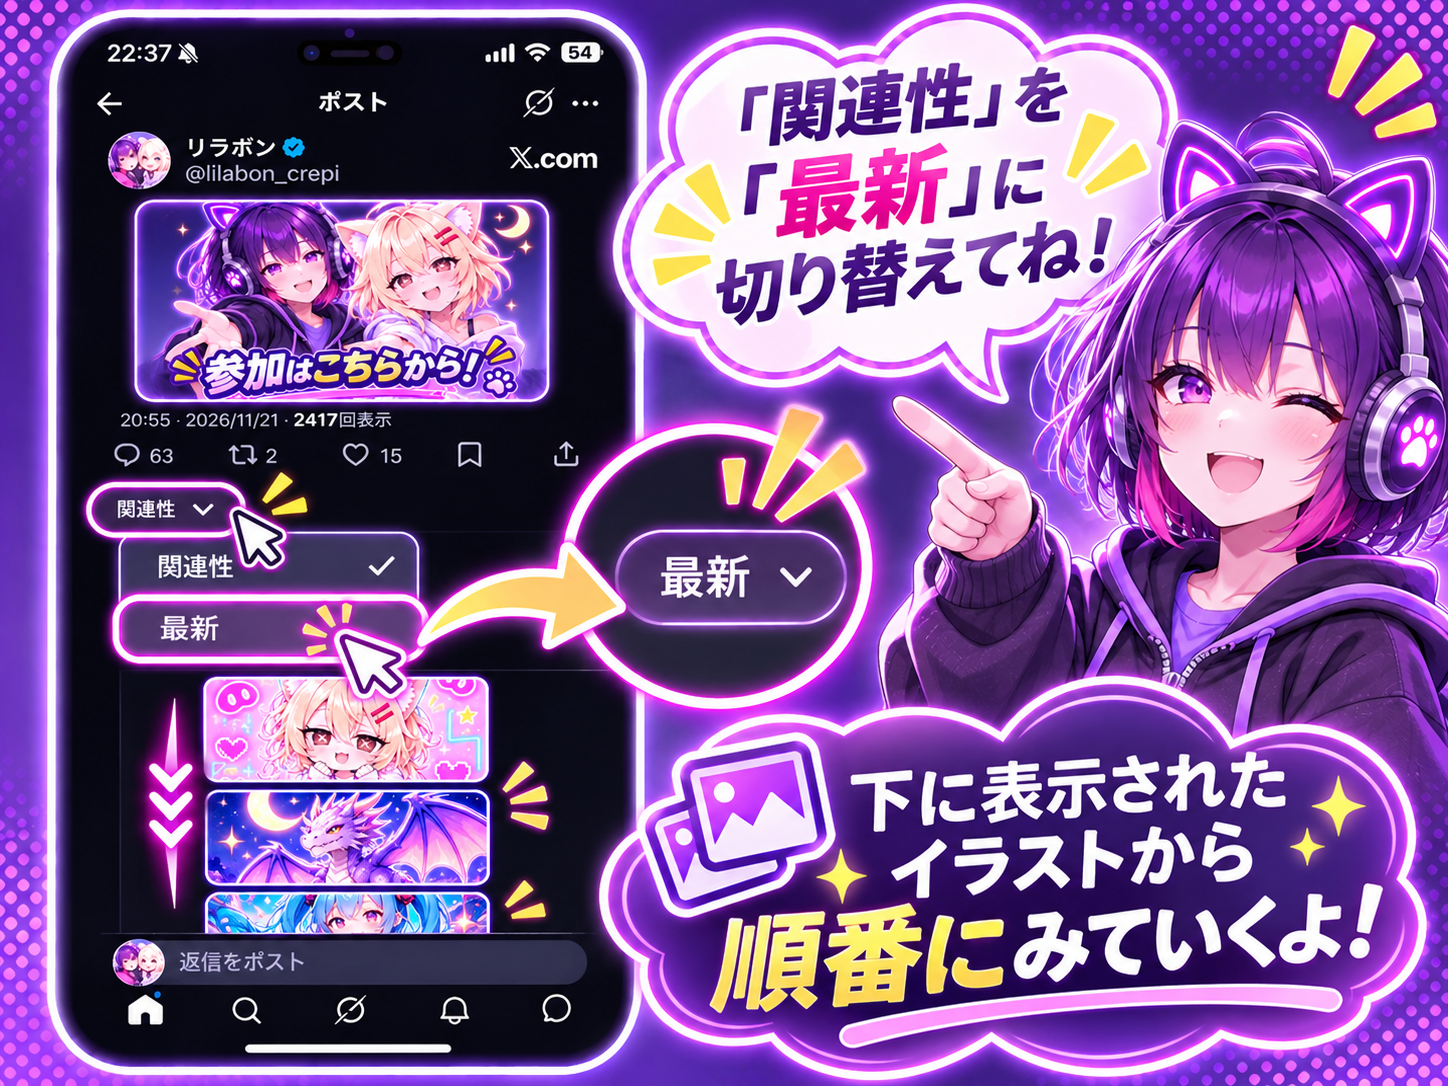 22:37
54
ポスト
リラボン
@lilabon_crepi
X.com
参加はこちらから!
20:55 · 2026/11/21 · 2417回表示
63
2
15
関連性
関連性
最新
返信をポスト
「関連性」を
「最新」に
切り替えてね!
最新
下に表示された
イラストから
順番にみていくよ!